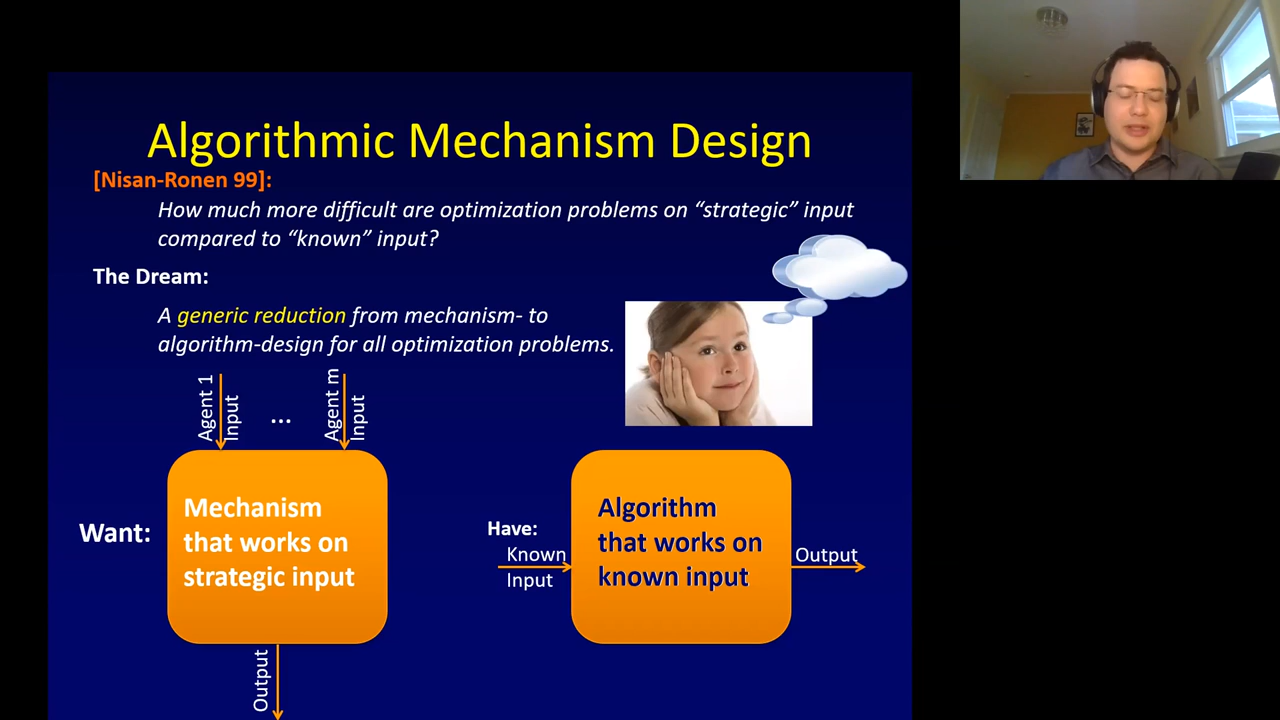 Algorithmic Mechanism Design
[Nisan-Ronen 99]:
How much more difficult are optimization problems on “strategic” input
compared to “known” input?
The Dream:
A generic reduction from mechanism- to
algorithm-design for all optimization problems.
Agent 1
Input
...
Agent m
Input
Want:
Mechanism
that works on
strategic input
Output
Have:
Known
Input
Algorithm
that works on
known input
Output